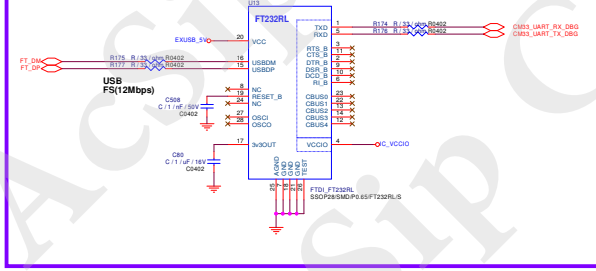 U13
FT232RL
EXUSB_5V
20
VCC
TXD
1
R174 R / 33 / ohm R0402
CM33_UART_RX_DBG
RXD
5
R176 R / 33 / ohm R0402
CM33_UART_TX_DBG
RTS_B
3
CTS_B
11
DTR_B
2
DSR_B
9
DCD_B
10
RI_B
6
FT_DM
R175 R / 33 / ohm R0402
16
USBDM
FT_DP
R177 R / 33 / ohm R0402
15
USBDP
USB
FS(12Mbps)
8
NC
19
RESET_B
24
NC
CBUS0
23
CBUS1
22
CBUS2
13
CBUS3
14
CBUS4
12
C508
C / 1 / nF / 50V
C0402
27
OSCI
28
OSCO
17
3v3OUT
VCCIO
4
IC_VCCIO
C80
C / 1 / uF / 16V
C0402
AGND
GND
GND
GND
TEST
25
7
18
21
26
FTDI_FT232RL
SSOP28/SMD/P0.65/FT232RL/S
AcSip
AcSip